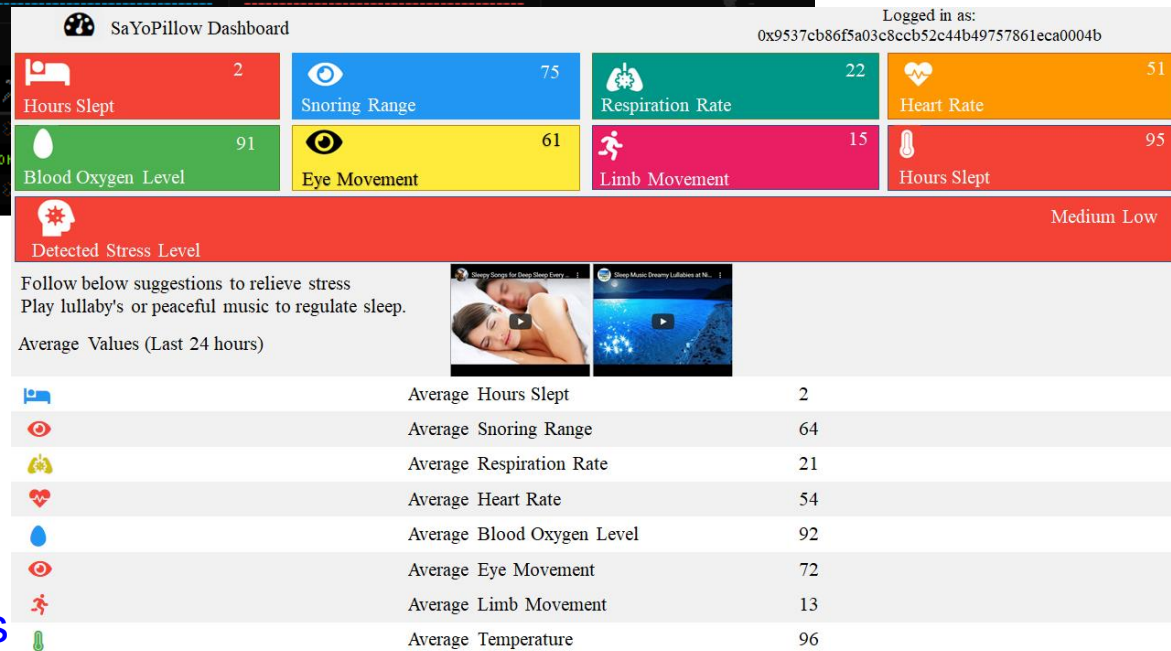 SaYoPillow Dashboard
Logged in as:
0x9537cb86f5a03c8ccb52c44b49757861eca0004b
2
Hours Slept
75
Snoring Range
22
Respiration Rate
51
Heart Rate
91
Blood Oxygen Level
61
Eye Movement
15
Limb Movement
95
Hours Slept
Medium Low
Detected Stress Level
Follow below suggestions to relieve stress
Play lullaby's or peaceful music to regulate sleep.
Sleepy Songs for Deep Sleep Every ...
Sleep Music Dreamy Lullabies at Ni...
Average Values (Last 24 hours)
Average Hours Slept 2
Average Snoring Range 64
Average Respiration Rate 21
Average Heart Rate 54
Average Blood Oxygen Level 92
Average Eye Movement 72
Average Limb Movement 13
s
Average Temperature 96